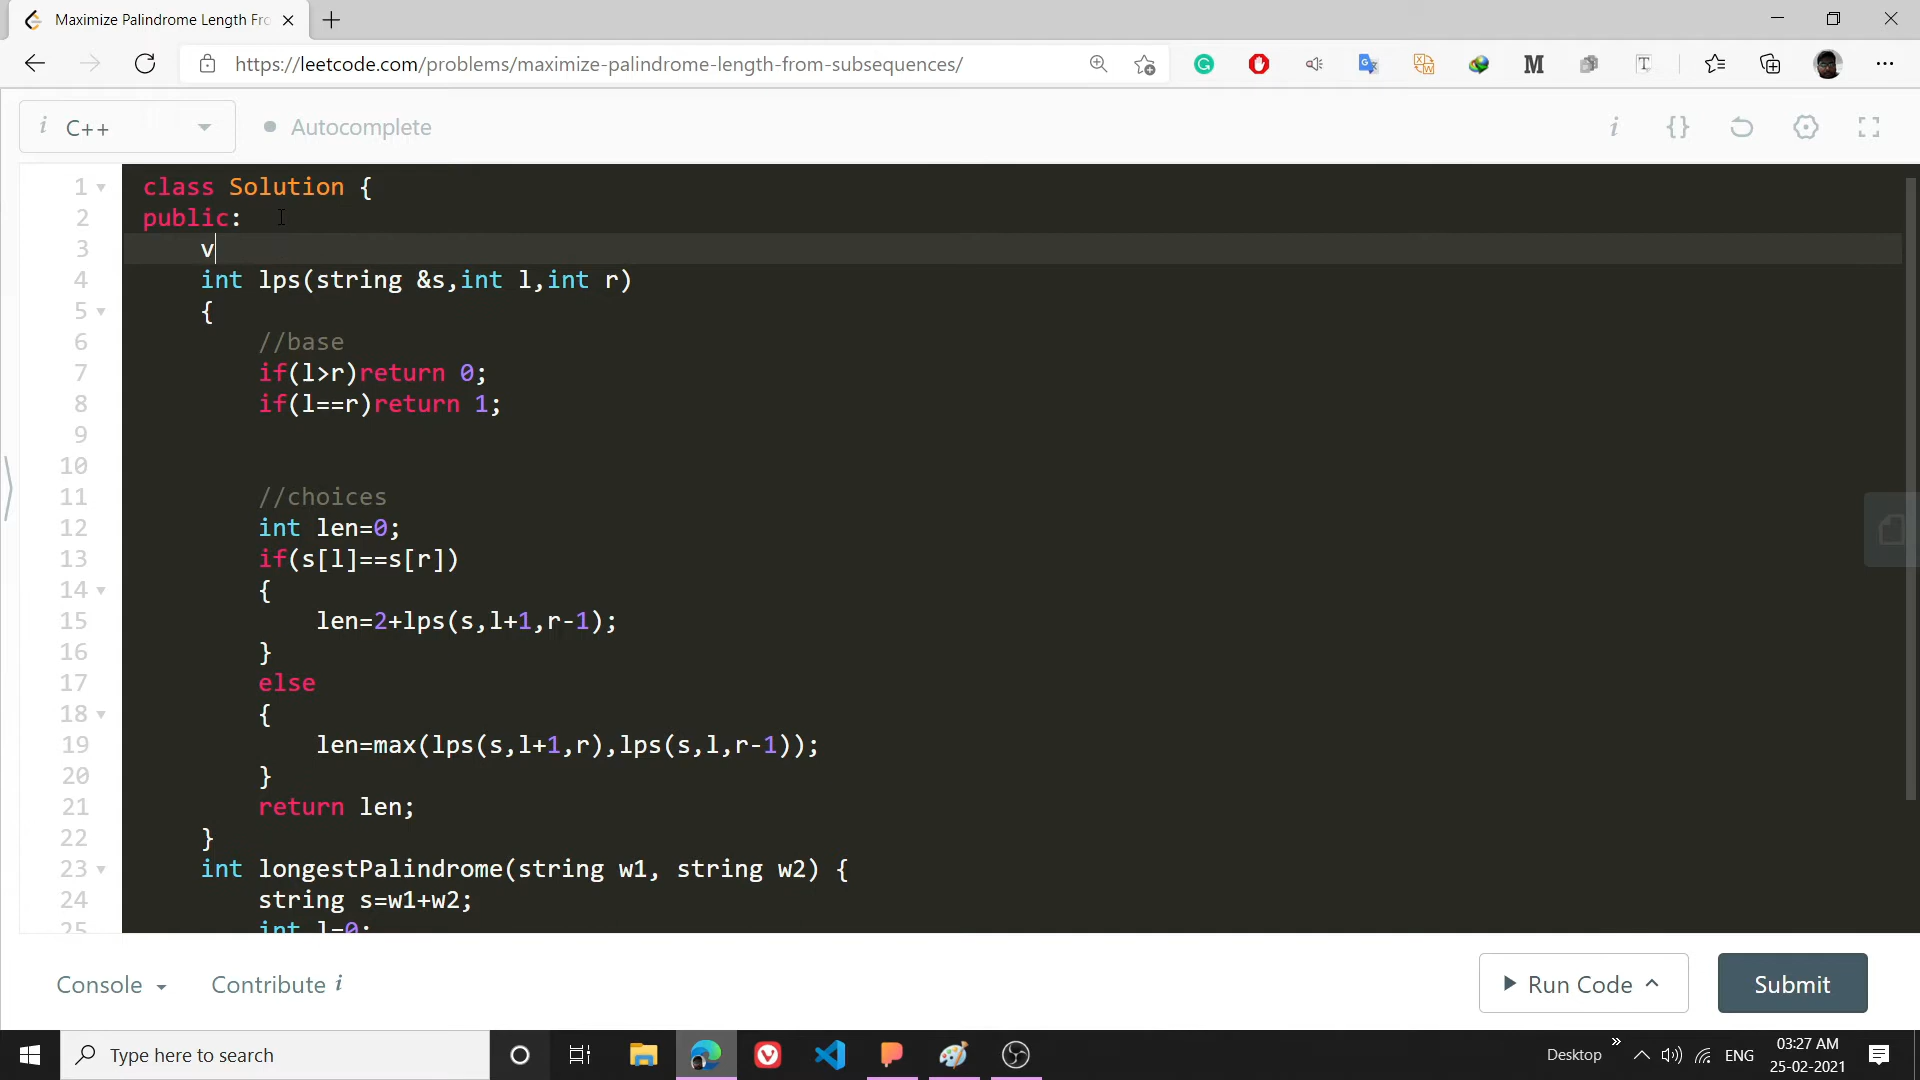 Maximize Palindrome Length Fro
https://leetcode.com/problems/maximize-palindrome-length-from-subsequences/
i C++ Autocomplete
1 class Solution {
2 public:
3 v
4 int lps(string &s,int l,int r)
5 {
6 //base
7 if(l>r)return 0;
8 if(l==r)return 1;
9
10
11 //choices
12 int len=0;
13 if(s[l]==s[r])
14 {
15 len=2+lps(s,l+1,r-1);
16 }
17 else
18 {
19 len=max(lps(s,l+1,r),lps(s,l,r-1));
20 }
21 return len;
22 }
23 int longestPalindrome(string w1, string w2) {
24 string s=w1+w2;
25 int l=0;
Console Contribute i Run Code Submit
Type here to search
Desktop ENG 03:27 AM
25-02-2021